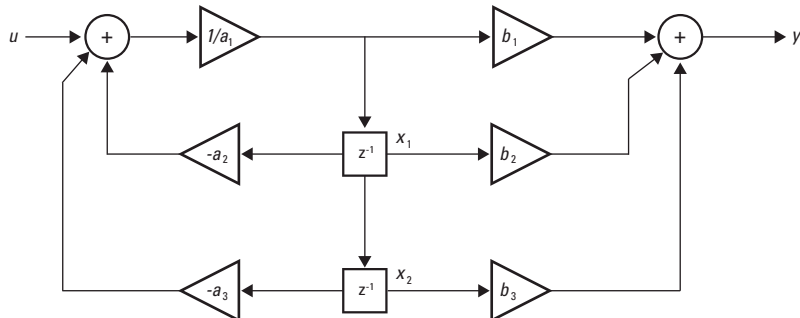 u + 1/a₁ b₁ + y
-a₂ z⁻¹ x₁ b₂
-a₃ z⁻¹ x₂ b₃